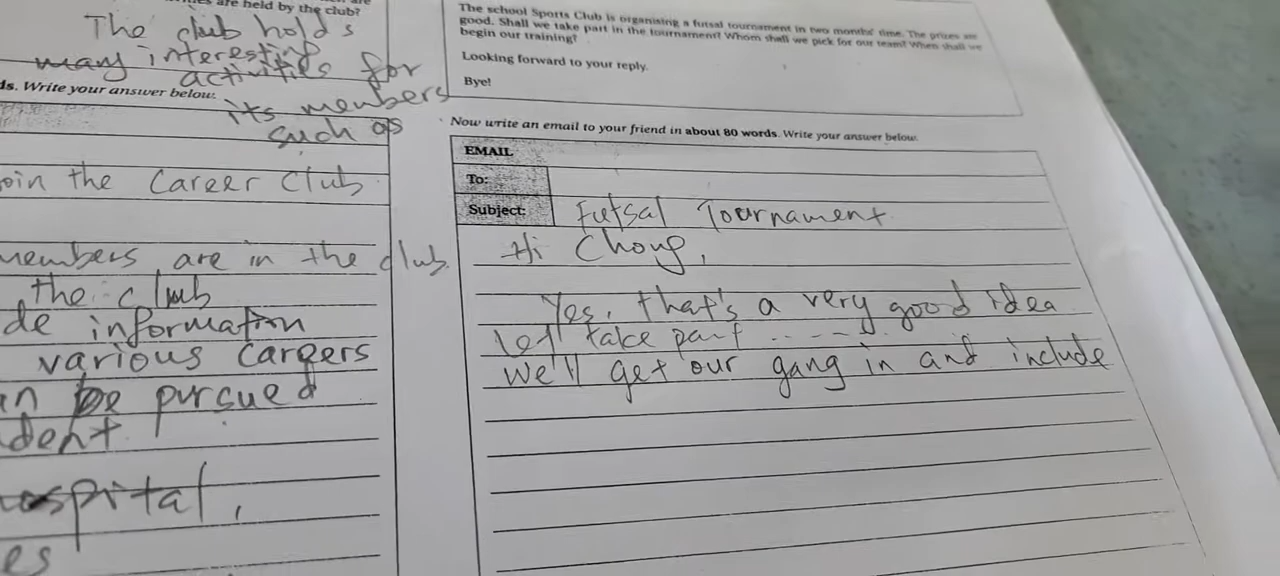 are held by the club?
The club holds
many interesting
activities for
its members
such as
ds. Write your answer below.
oin the Career Club
members are in the club.
the club
de information
various careers
in be pursued
dent
hospital,
es
The school Sports Club is organising a futsal tournament in two months' time. The prizes are
good. Shall we take part in the tournament? Whom shall we pick for our team? When shall we
begin our training?
Looking forward to your reply.
Bye!
Now write an email to your friend in about 80 words. Write your answer below.
EMAIL
To:
Subject: Futsal Tournament
Hi Chong,
Yes, that's a very good idea
let' take part ......
we'll get our gang in and include